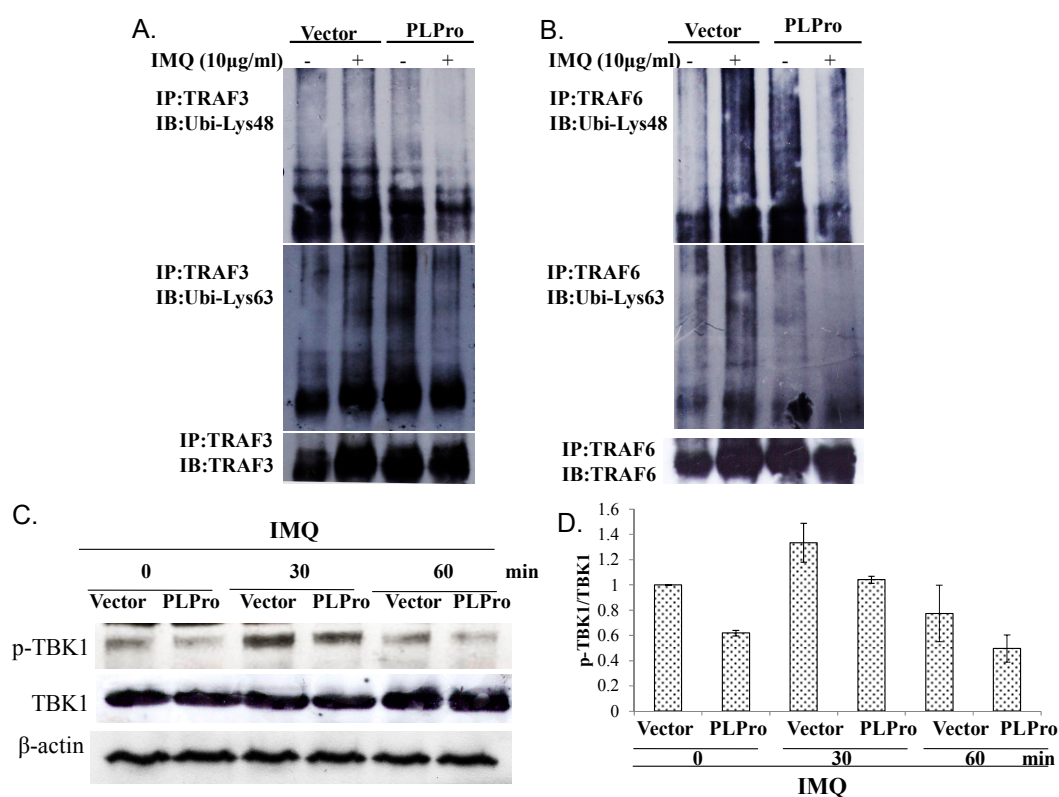 A.
Vector PLPro
IMQ (10μg/ml) - + - +
IP:TRAF3
IB:Ubi-Lys48
IP:TRAF3
IB:Ubi-Lys63
IP:TRAF3
IB:TRAF3
B.
Vector PLPro
IMQ (10μg/ml) - + - +
IP:TRAF6
IB:Ubi-Lys48
IP:TRAF6
IB:Ubi-Lys63
IP:TRAF6
IB:TRAF6
C.
IMQ
0 30 60 min
Vector PLPro Vector PLPro Vector PLPro
p-TBK1
TBK1
β-actin
D.
p-TBK1/TBK1
1.6
1.4
1.2
1
0.8
0.6
0.4
0.2
0
Vector PLPro Vector PLPro Vector PLPro
0 30 60 min
IMQ